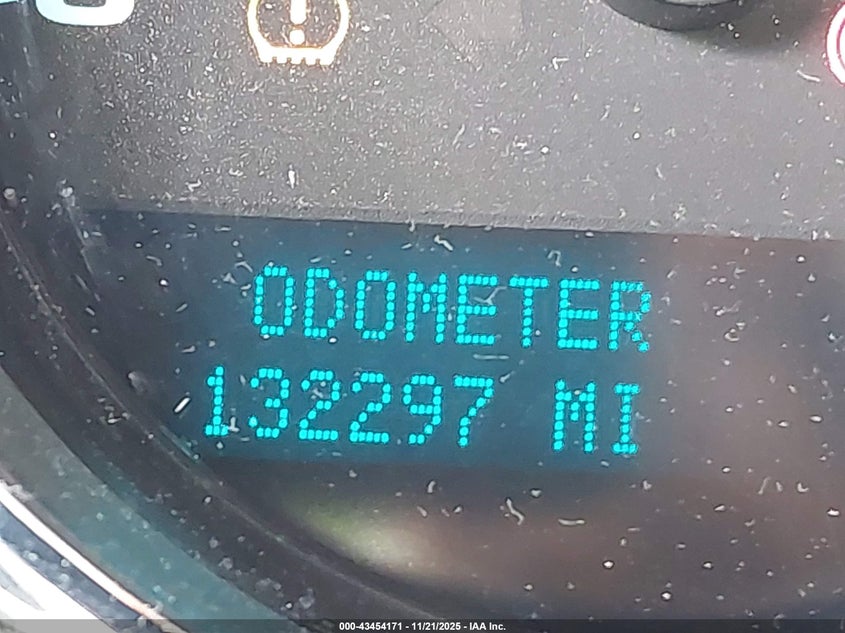 ODOMETER
132297 MI
000-43454171 - 11/21/2025 - IAA Inc.